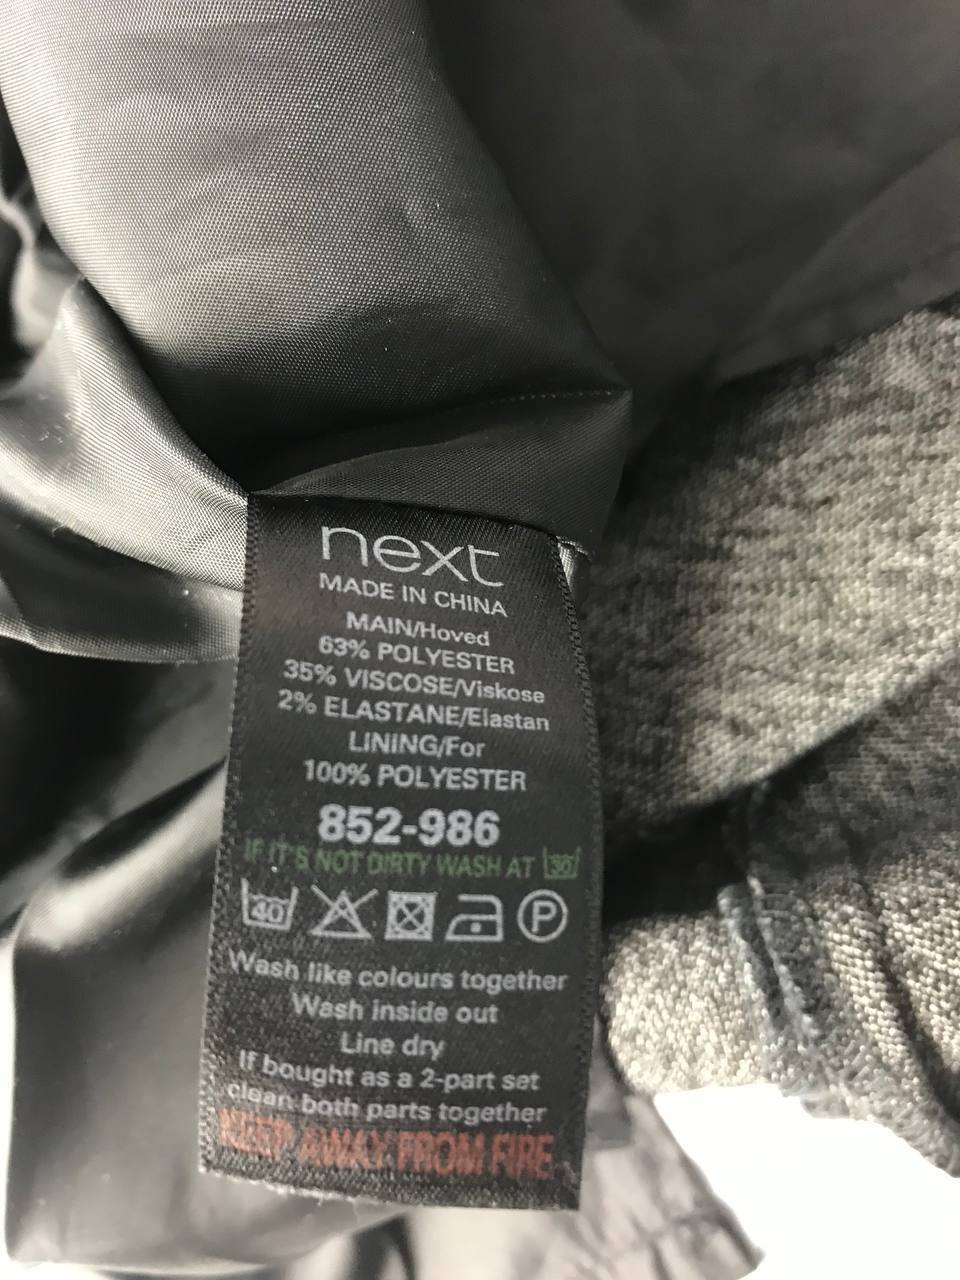 next
MADE IN CHINA
MAIN/Hoved
63% POLYESTER
35% VISCOSE/Viskose
2% ELASTANE/Elastan
LINING/For
100% POLYESTER
852-986
IF IT'S NOT DIRTY WASH AT 30
40 P
Wash like colours together
Wash inside out
Line dry
If bought as a 2-part set
clean both parts together
KEEP AWAY FROM FIRE